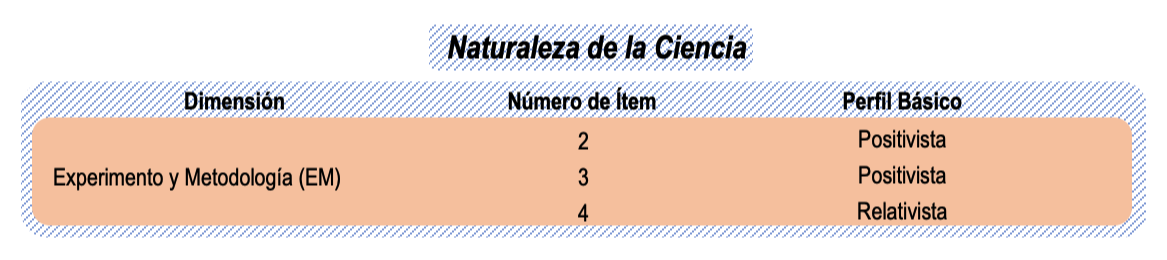 Naturaleza de la Ciencia
Dimensión Número de Ítem Perfil Básico
2 Positivista
Experimento y Metodología (EM) 3 Positivista
4 Relativista